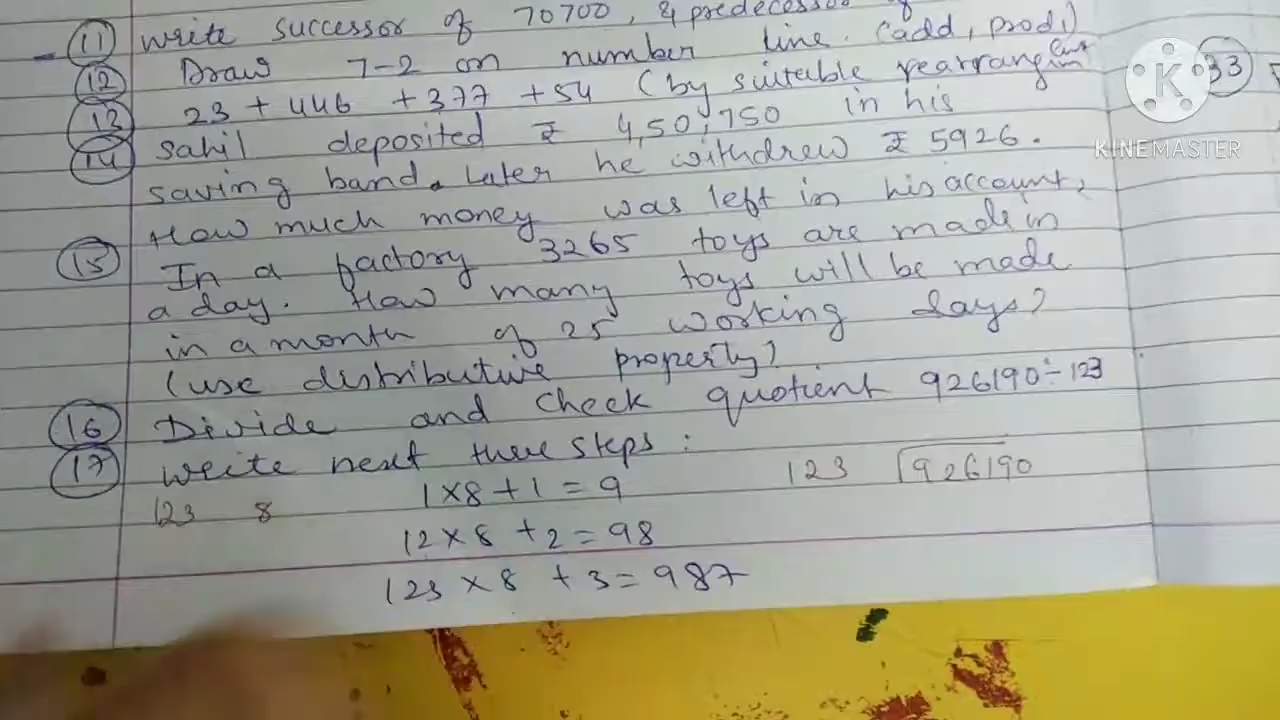 11 write successor of 70700, & predecessor
12 Draw 7-2 on number line. (add, prod)
13 23 + 446 + 377 + 54 (by suitable
14 Sahil deposited ₹ 4,50,750 in his
saving band. Later he withdrew ₹ 5926.
How much money was left in his account,
15 In a factory 3265 toys are made in
a day. How many toys will be made
in a month of 25 working days?
(use distributive property)
16 Divide and check quotient 926190÷123
17 write next three steps:
123 8 1×8+1=9 123 926190
12×8 +2=98
123×8 +3=987
33
K
KINEMASTER